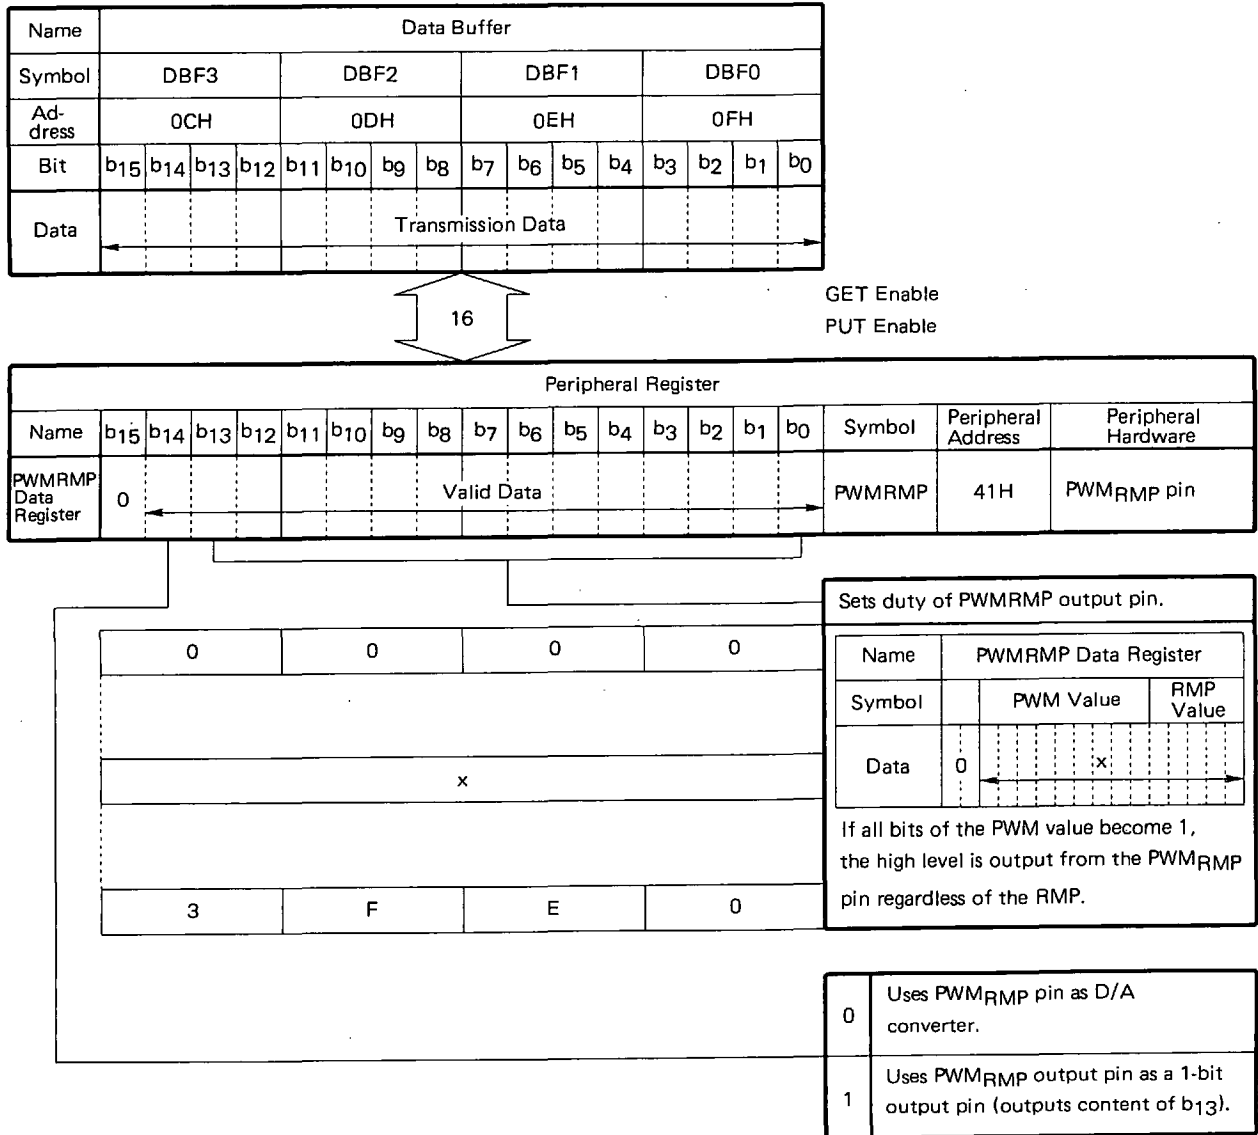 Name Data Buffer
Symbol DBF3 DBF2 DBF1 DBF0
Ad-
dress 0CH 0DH 0EH 0FH
Bit b15 b14 b13 b12 b11 b10 b9 b8 b7 b6 b5 b4 b3 b2 b1 b0
Data Transmission Data
16
GET Enable
PUT Enable
Peripheral Register
Name b15 b14 b13 b12 b11 b10 b9 b8 b7 b6 b5 b4 b3 b2 b1 b0 Symbol Peripheral Address Peripheral Hardware
PWMRMP
Data
Register 0 Valid Data PWMRMP 41H PWMRMP pin
0 0 0 0
x
3 F E 0
Sets duty of PWMRMP output pin.
Name PWMRMP Data Register
Symbol PWM Value RMP Value
Data 0 x
If all bits of the PWM value become 1,
the high level is output from the PWMRMP
pin regardless of the RMP.
0 Uses PWMRMP pin as D/A
converter.
1 Uses PWMRMP output pin as a 1-bit
output pin (outputs content of b13).